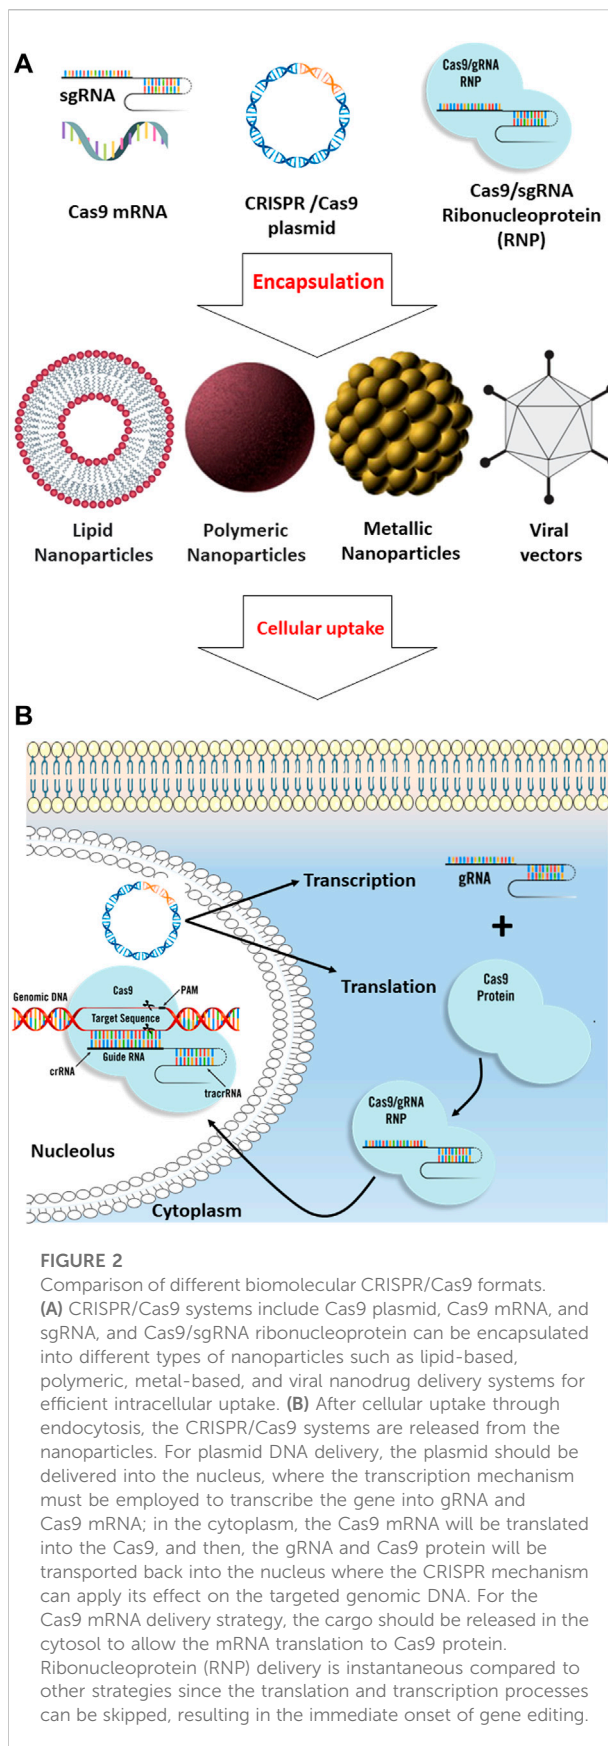 A
sgRNA
Cas9 mRNA
CRISPR /Cas9
plasmid
Cas9/gRNA
RNP
Cas9/sgRNA
Ribonucleoprotein
(RNP)
Encapsulation
Lipid
Nanoparticles
Polymeric
Nanoparticles
Metallic
Nanoparticles
Viral
vectors
Cellular uptake
B
Transcription
gRNA
+
Translation
Cas9
Protein
Cas9
PAM
Genomic DNA
Target Sequence
Guide RNA
crRNA
tracrRNA
Cas9/gRNA
RNP
Nucleolus
Cytoplasm
FIGURE 2
Comparison of different biomolecular CRISPR/Cas9 formats.
(A) CRISPR/Cas9 systems include Cas9 plasmid, Cas9 mRNA, and
sgRNA, and Cas9/sgRNA ribonucleoprotein can be encapsulated
into different types of nanoparticles such as lipid-based,
polymeric, metal-based, and viral nanodrug delivery systems for
efficient intracellular uptake. (B) After cellular uptake through
endocytosis, the CRISPR/Cas9 systems are released from the
nanoparticles. For plasmid DNA delivery, the plasmid should be
delivered into the nucleus, where the transcription mechanism
must be employed to transcribe the gene into gRNA and
Cas9 mRNA; in the cytoplasm, the Cas9 mRNA will be translated
into the Cas9, and then, the gRNA and Cas9 protein will be
transported back into the nucleus where the CRISPR mechanism
can apply its effect on the targeted genomic DNA. For the
Cas9 mRNA delivery strategy, the cargo should be released in the
cytosol to allow the mRNA translation to Cas9 protein.
Ribonucleoprotein (RNP) delivery is instantaneous compared to
other strategies since the translation and transcription processes
can be skipped, resulting in the immediate onset of gene editing.